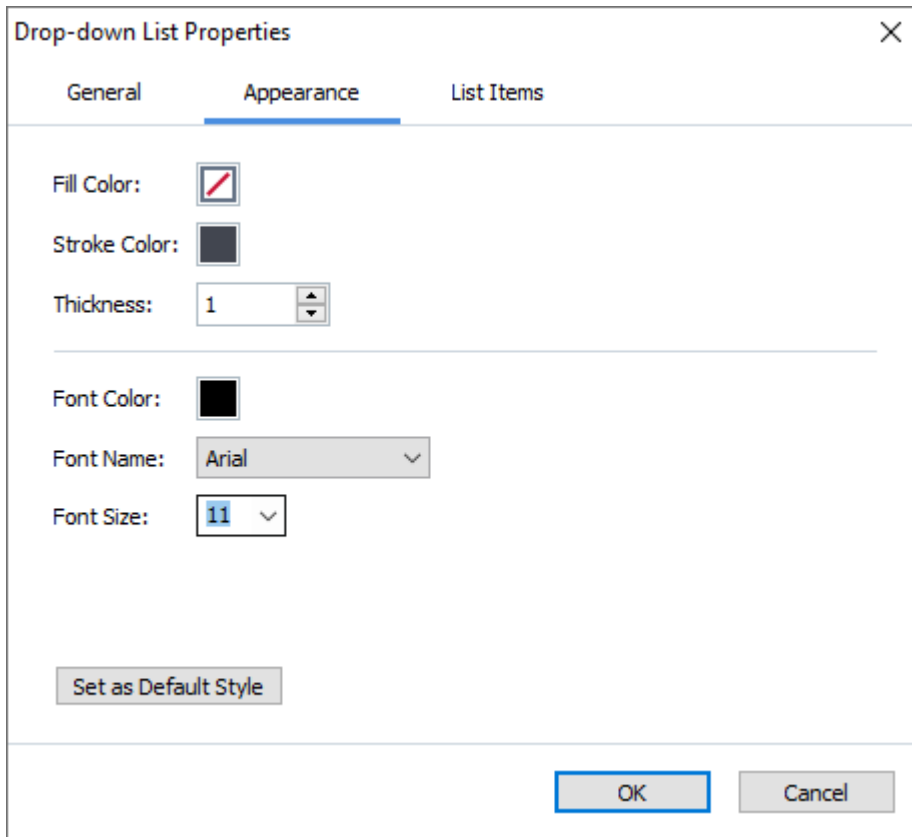 Drop-down List Properties
General Appearance List Items
Fill Color:
Stroke Color:
Thickness: 1
Font Color:
Font Name: Arial
Font Size: 11
Set as Default Style
OK Cancel